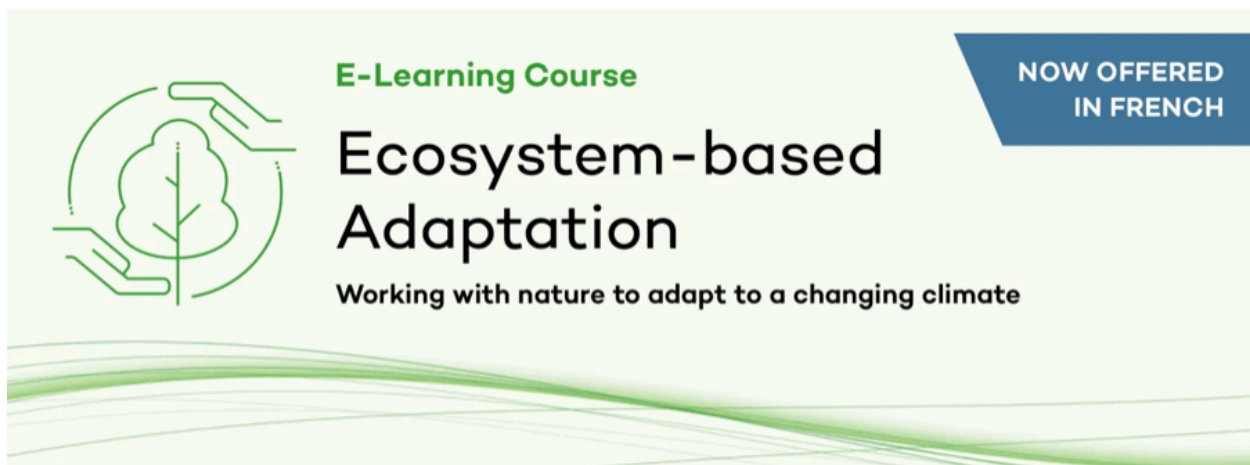 E-Learning Course
NOW OFFERED
IN FRENCH
Ecosystem-based
Adaptation
Working with nature to adapt to a changing climate